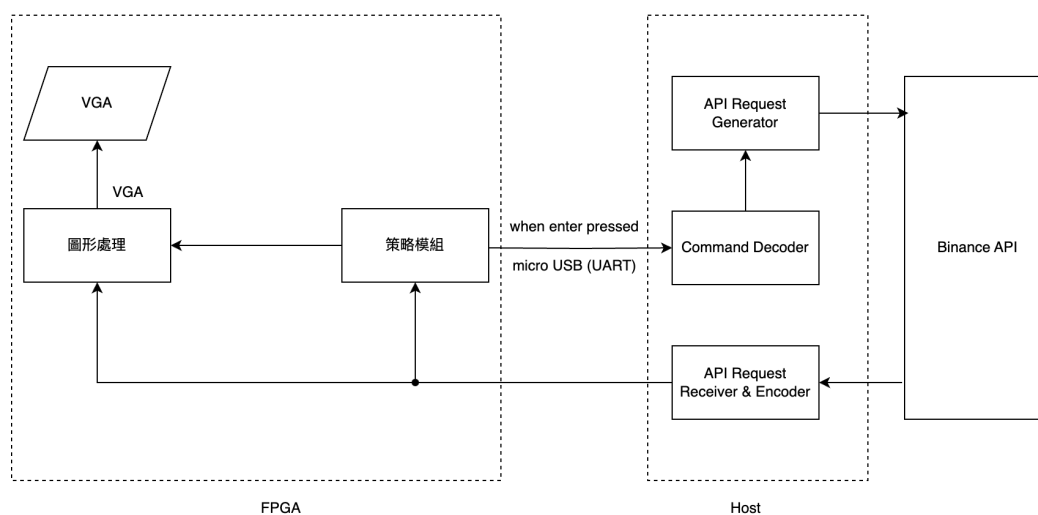 VGA
VGA
圖形處理
策略模組
when enter pressed
micro USB (UART)
API Request
Generator
Command Decoder
API Request
Receiver & Encoder
Binance API
FPGA
Host